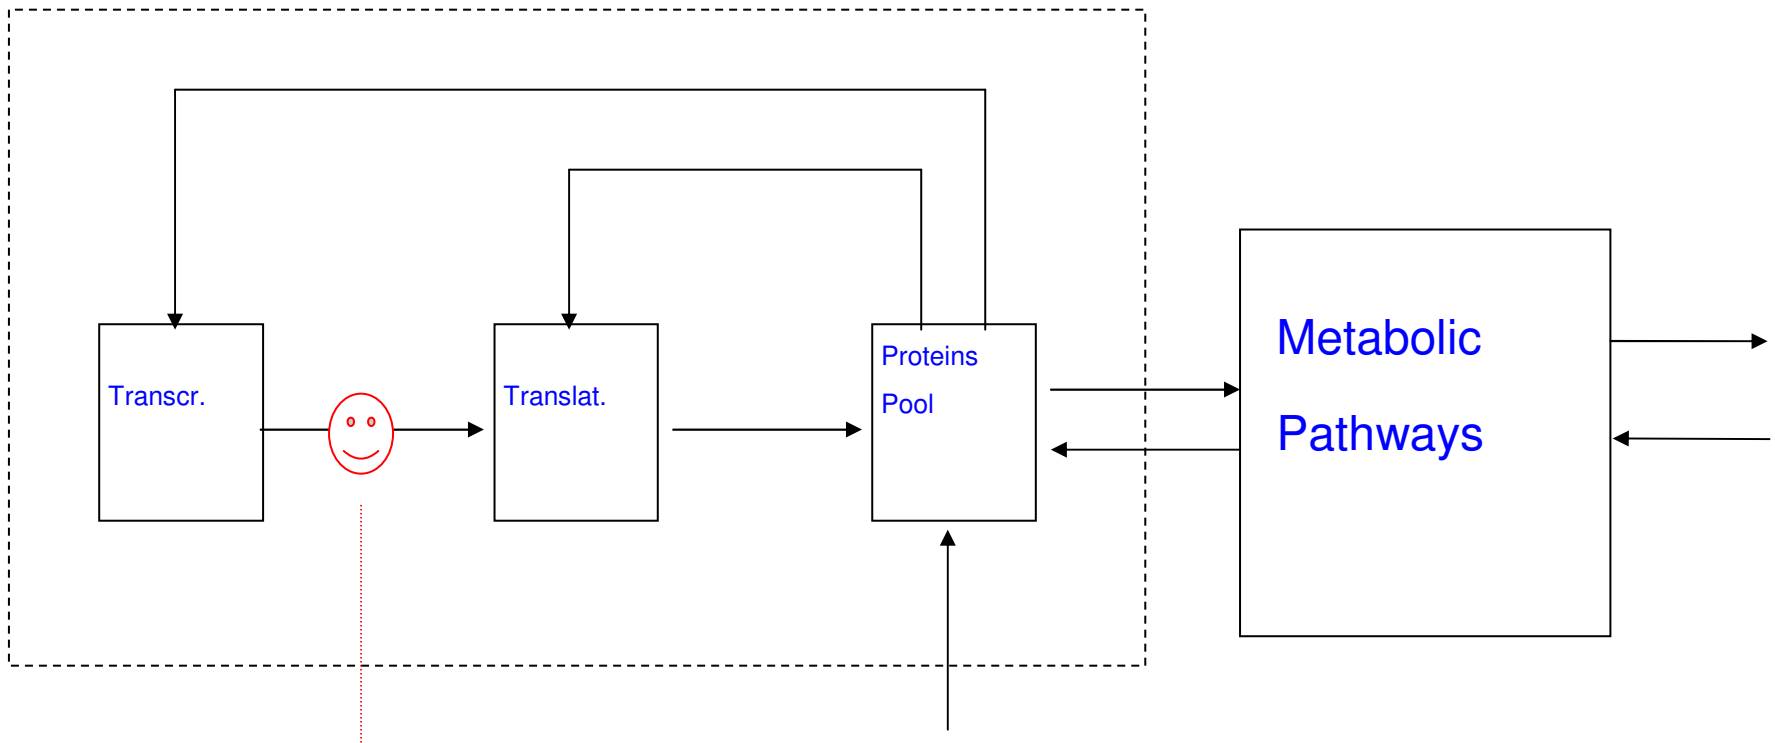 Transcr.
Translat.
Proteins
Pool
Metabolic
Pathways